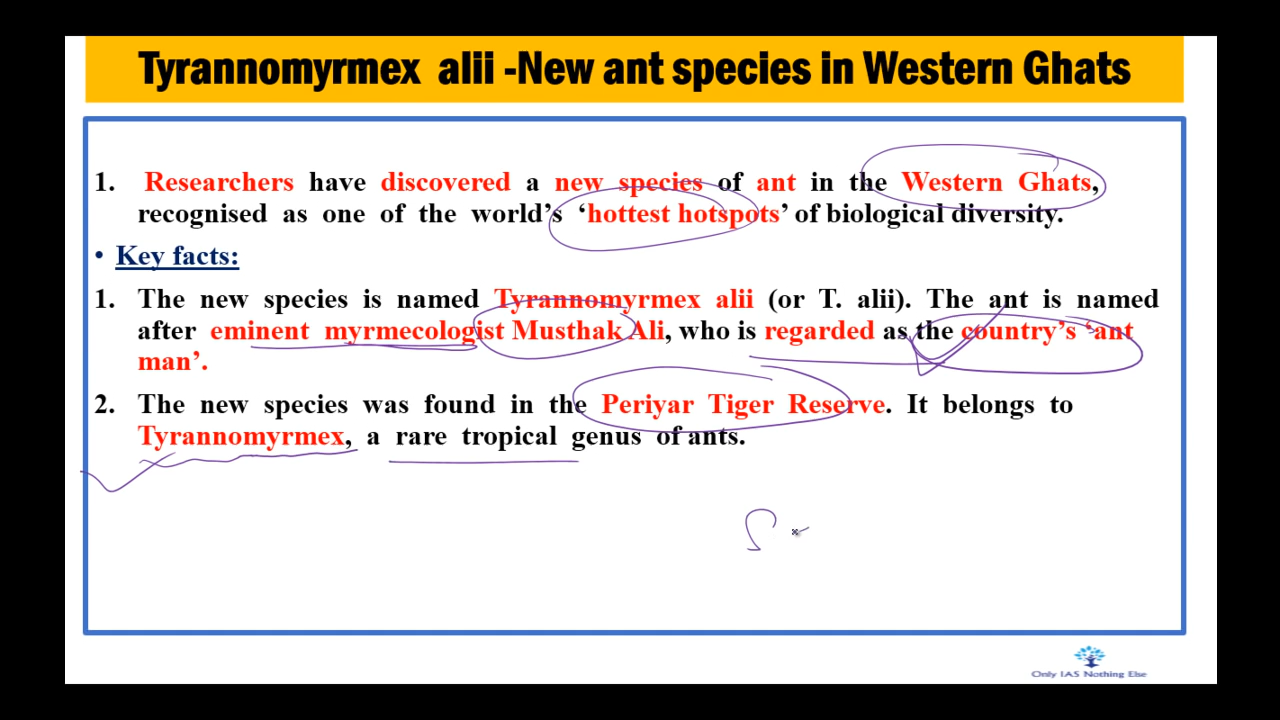 Tyrannomyrmex alii -New ant species in Western Ghats
1. Researchers have discovered a new species of ant in the Western Ghats,
recognised as one of the world's 'hottest hotspots' of biological diversity.
• Key facts:
1. The new species is named Tyrannomyrmex alii (or T. alii). The ant is named
after eminent myrmecologist Musthak Ali, who is regarded as the country's 'ant
man'.
2. The new species was found in the Periyar Tiger Reserve. It belongs to
Tyrannomyrmex, a rare tropical genus of ants.
Only IAS Nothing Else